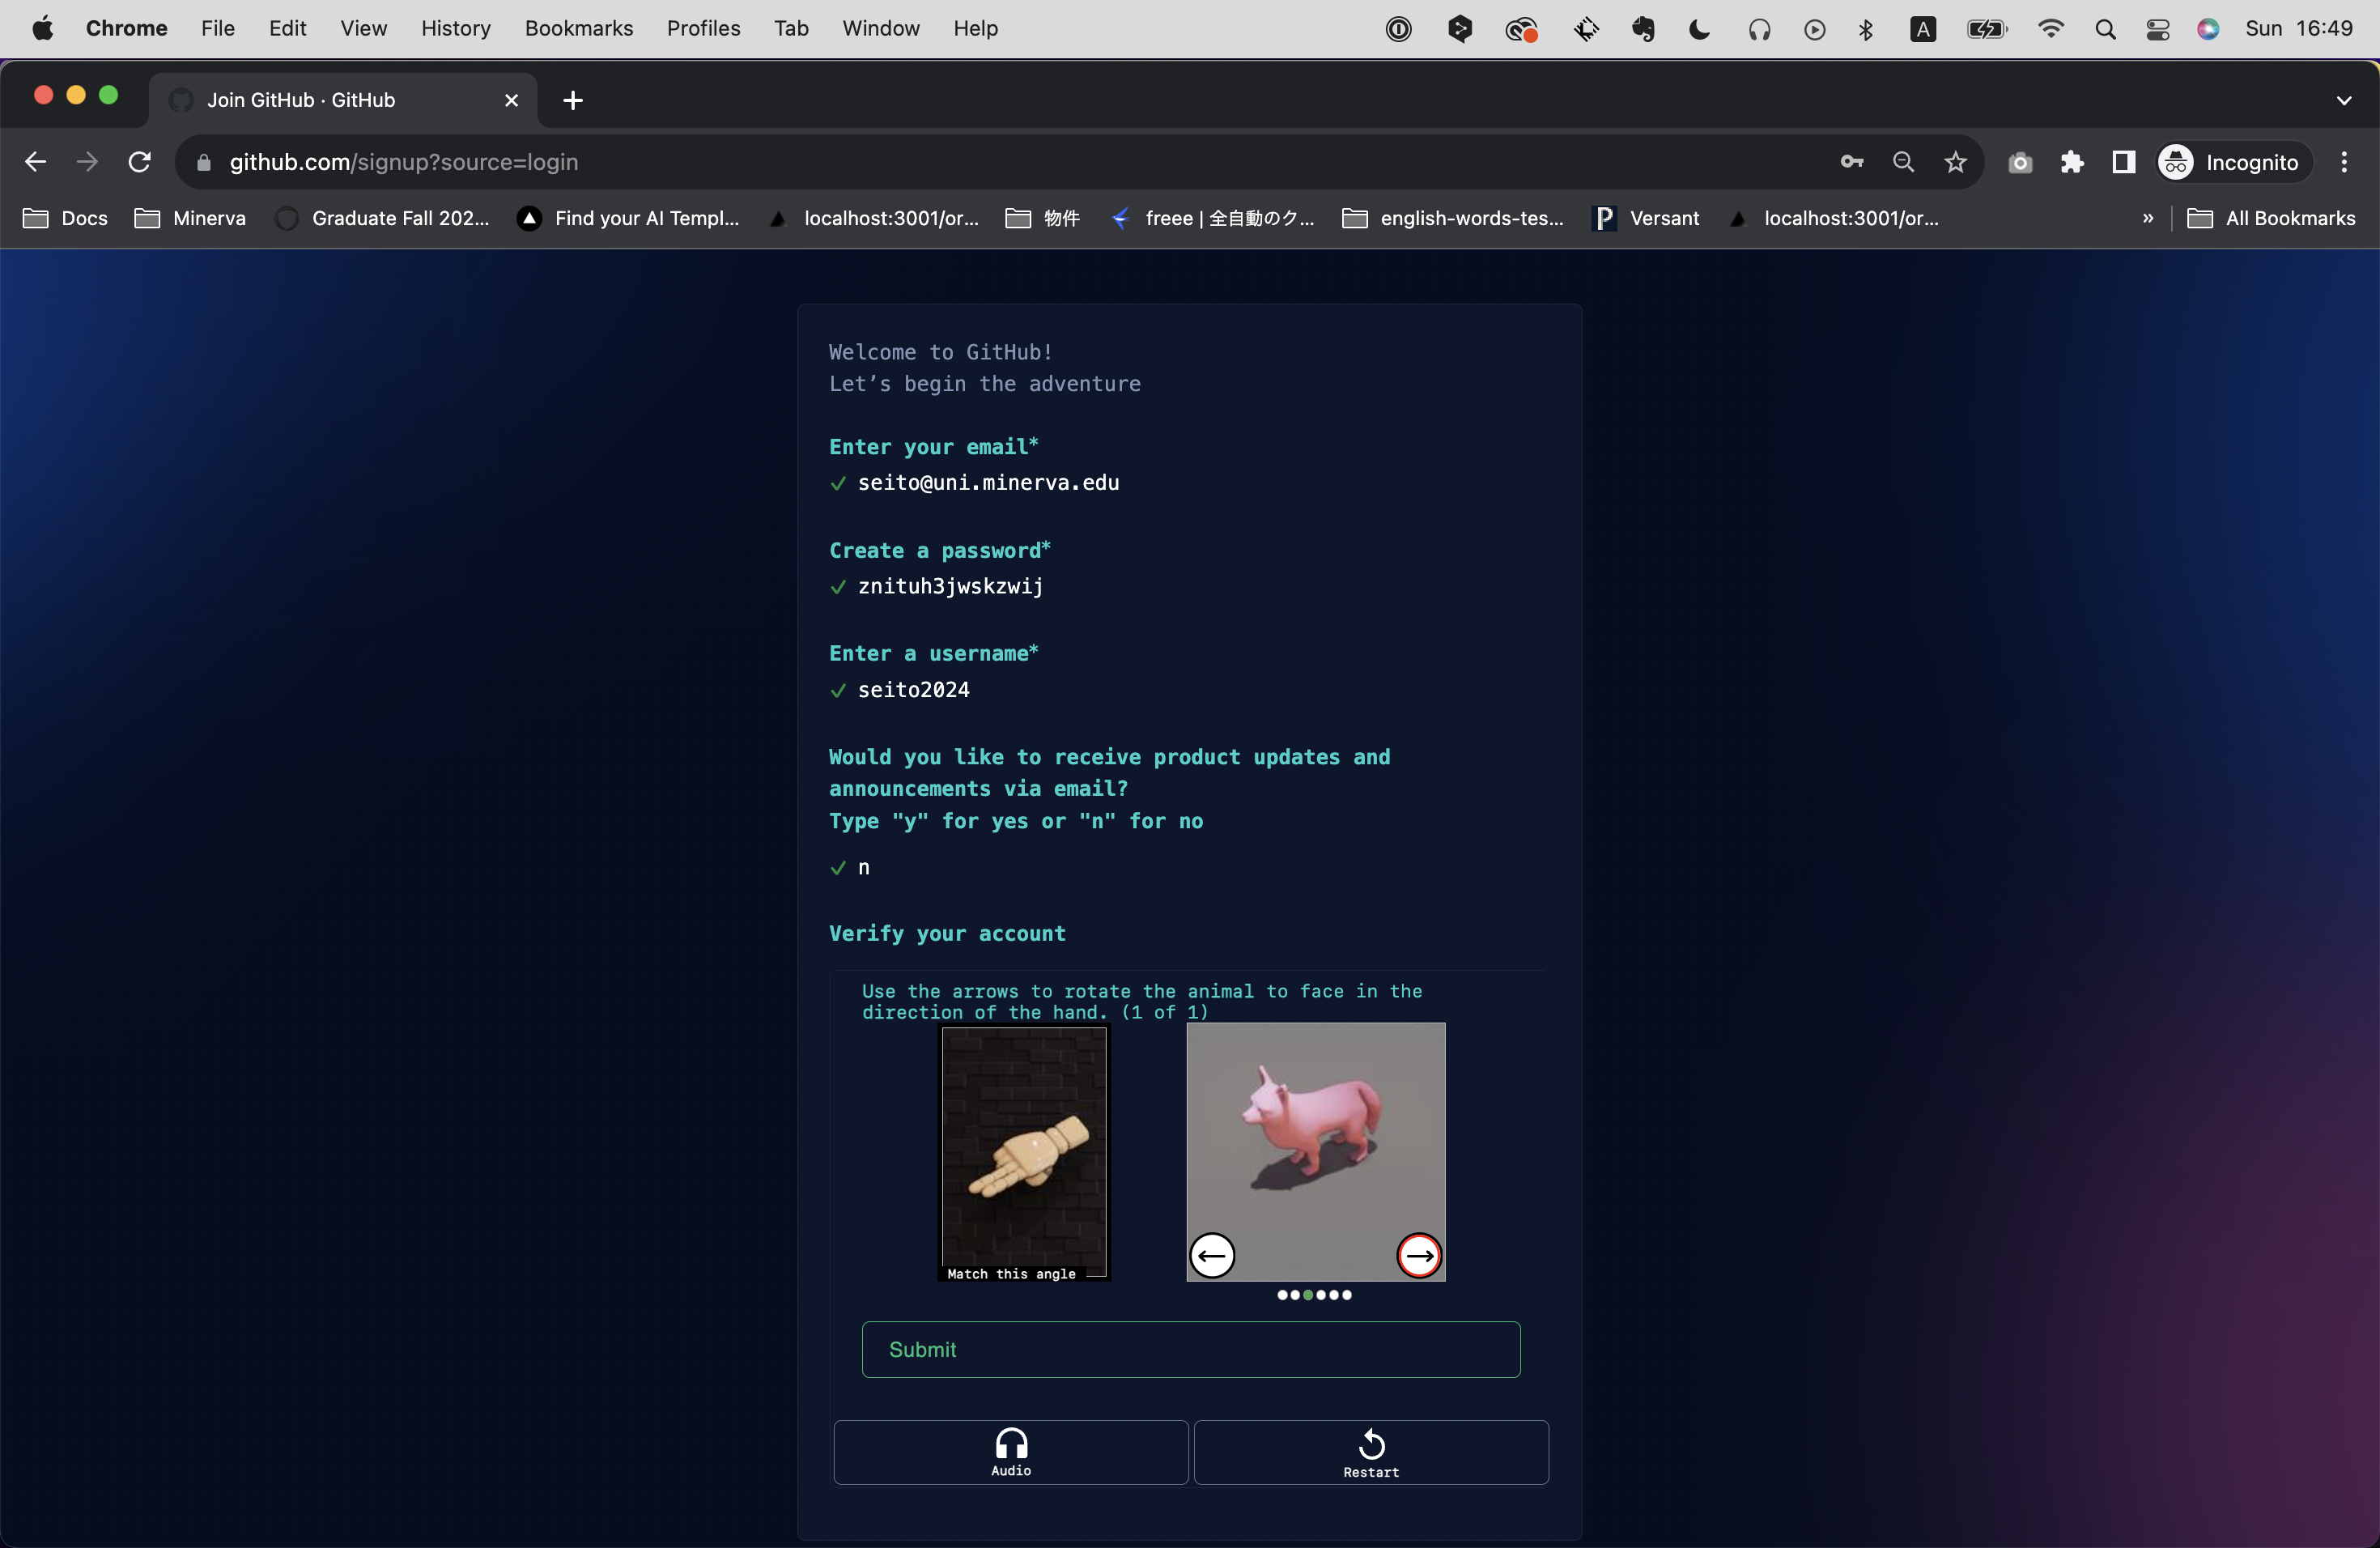 Chrome File Edit View History Bookmarks Profiles Tab Window Help A Sun 16:49
Join GitHub · GitHub
github.com/signup?source=login Incognito
Docs Minerva Graduate Fall 202... Find your AI Templ... localhost:3001/or... 物件 freee | 全自動のク... english-words-tes... P Versant localhost:3001/or... » All Bookmarks
Welcome to GitHub!
Let’s begin the adventure
Enter your email*
✓ seito@uni.minerva.edu
Create a password*
✓ znituh3jwskzwij
Enter a username*
✓ seito2024
Would you like to receive product updates and
announcements via email?
Type "y" for yes or "n" for no
✓ n
Verify your account
Use the arrows to rotate the animal to face in the
direction of the hand. (1 of 1)
Match this angle
Submit
Audio Restart